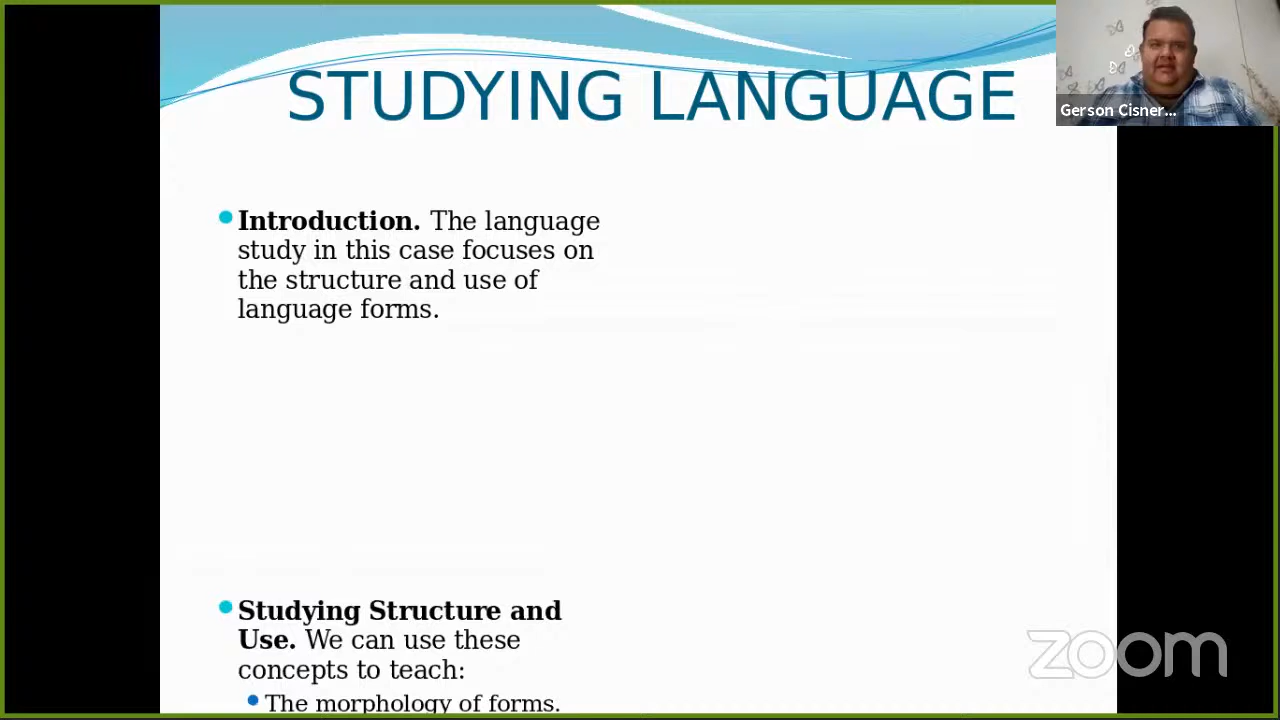 STUDYING LANGUAGE
Gerson Cisner...
Introduction. The language
study in this case focuses on
the structure and use of
language forms.
Studying Structure and
Use. We can use these
concepts to teach:
The morphology of forms.
zoom